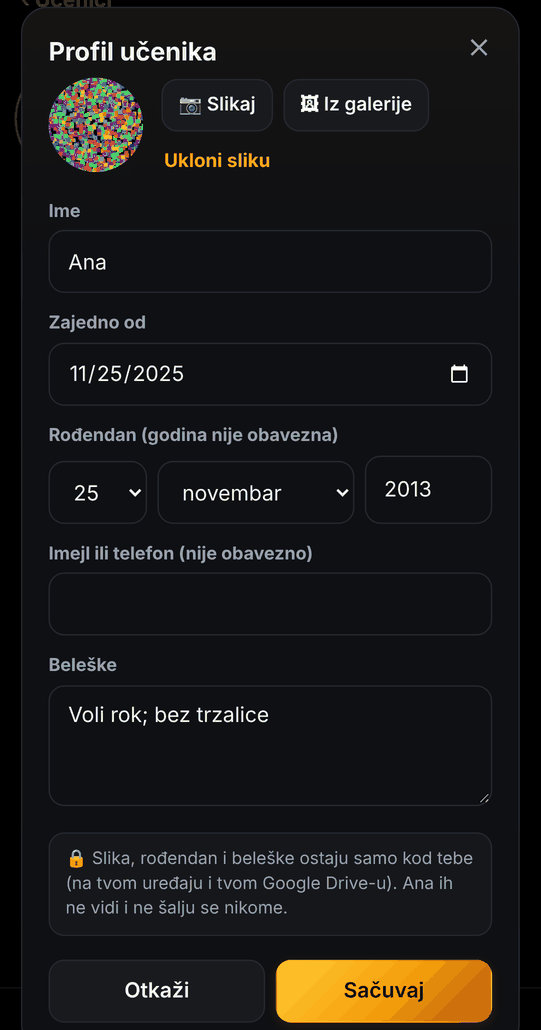 Učenici
Profil učenika
Slikaj
Iz galerije
Ukloni sliku
Ime
Ana
Zajedno od
11/25/2025
Rođendan (godina nije obavezna)
25
novembar
2013
Imejl ili telefon (nije obavezno)
Beleške
Voli rok; bez trzalice
🔒 Slika, rođendan i beleške ostaju samo kod tebe
(na tvom uređaju i tvom Google Drive-u). Ana ih
ne vidi i ne šalju se nikome.
Otkaži
Sačuvaj